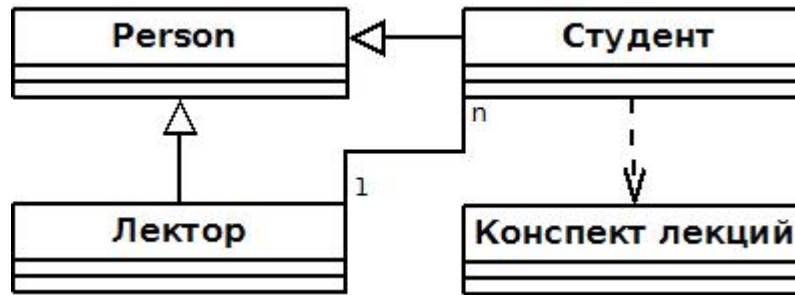 Person
Студент
n
1
Лектор
Конспект лекций